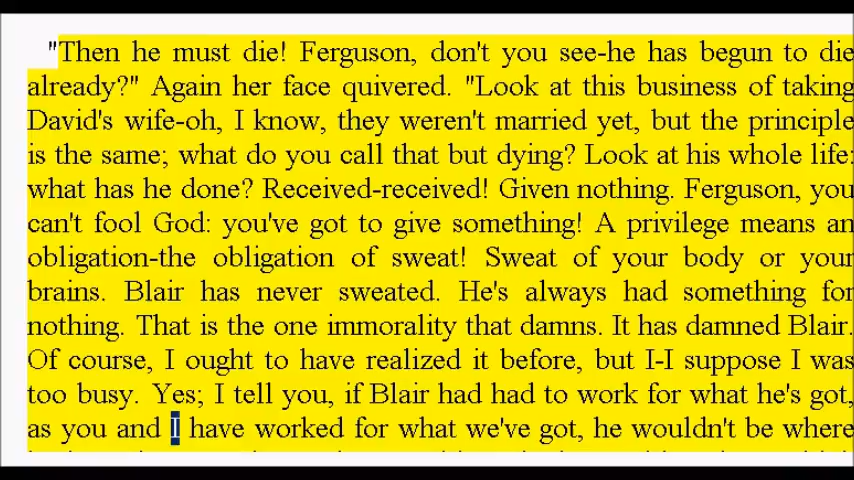 "Then he must die! Ferguson, don't you see-he has begun to die
already?" Again her face quivered. "Look at this business of taking
David's wife-oh, I know, they weren't married yet, but the principle
is the same; what do you call that but dying? Look at his whole life:
what has he done? Received-received! Given nothing. Ferguson, you
can't fool God: you've got to give something! A privilege means an
obligation-the obligation of sweat! Sweat of your body or your
brains. Blair has never sweated. He's always had something for
nothing. That is the one immorality that damns. It has damned Blair.
Of course, I ought to have realized it before, but I-I suppose I was
too busy. Yes; I tell you, if Blair had had to work for what he's got,
as you and I have worked for what we've got, he wouldn't be where